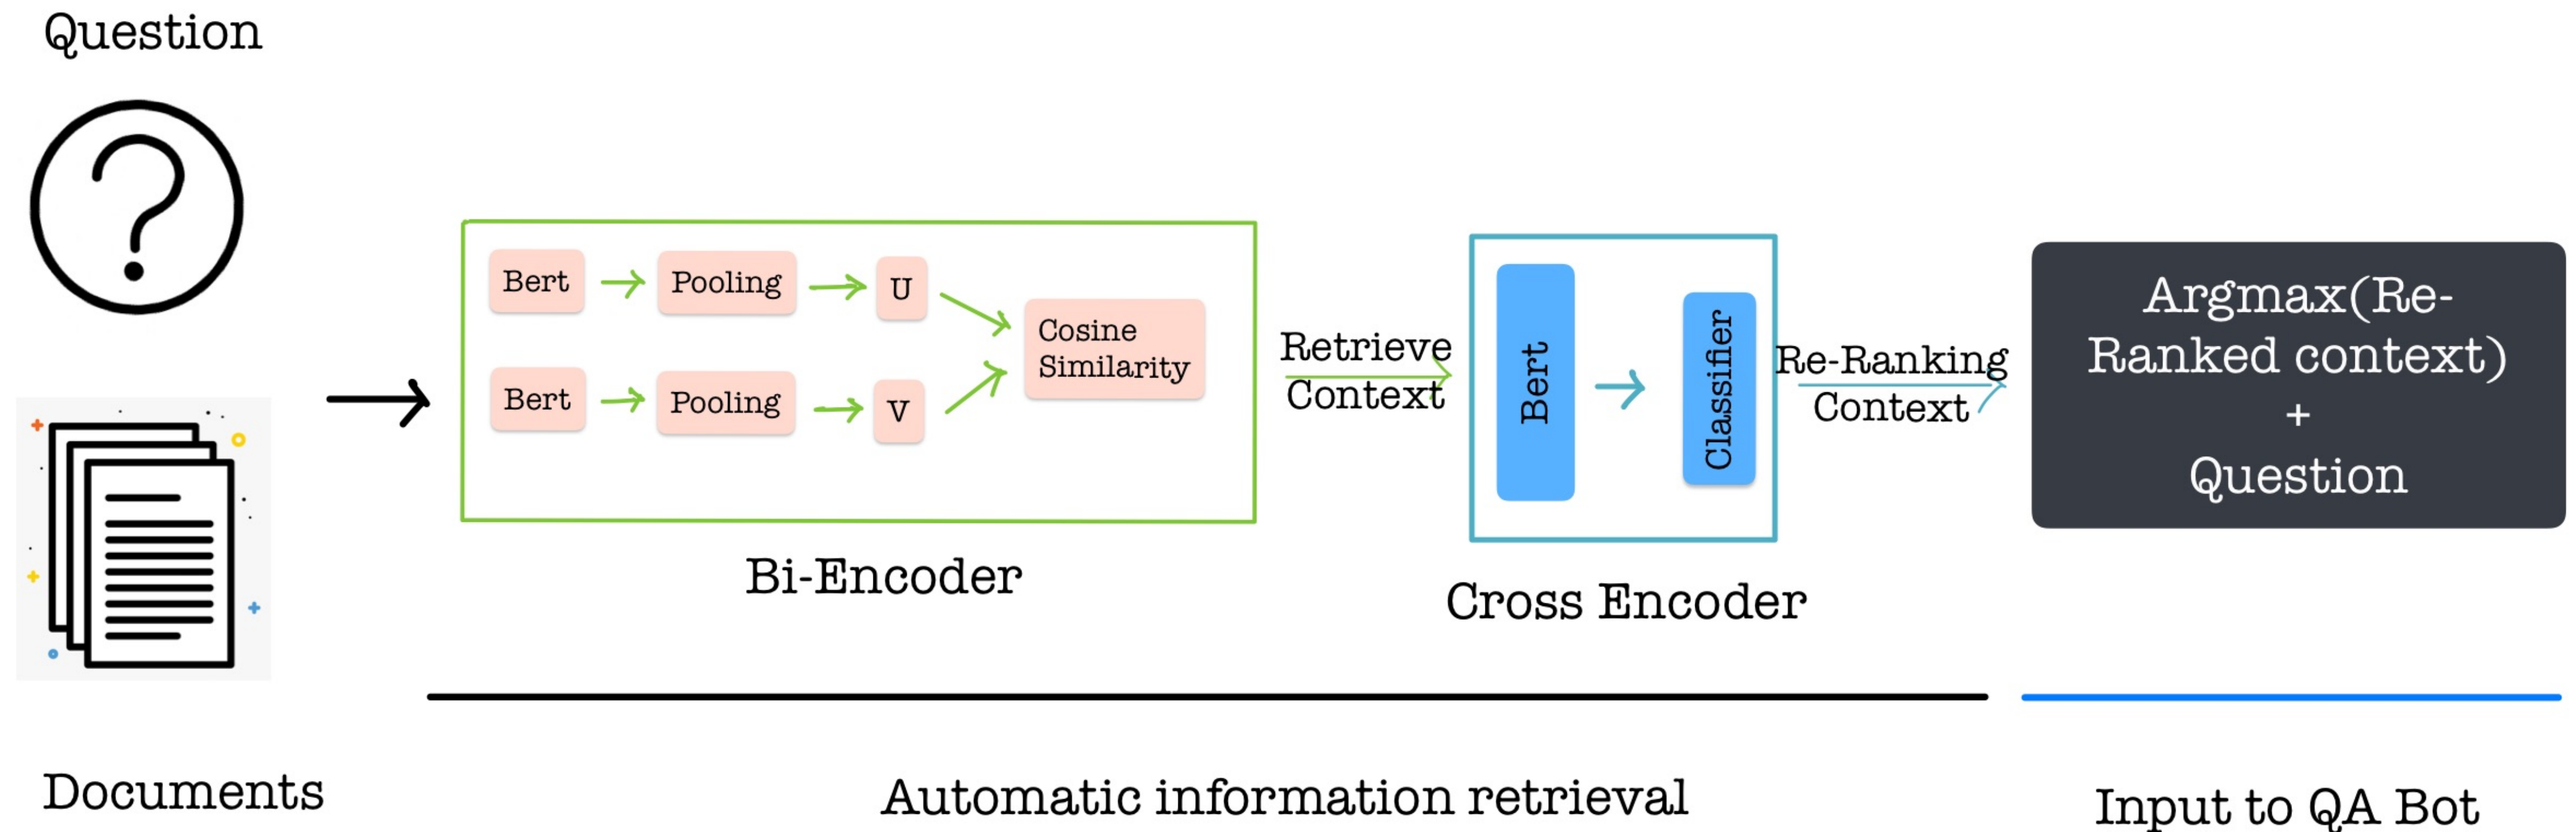 Question
?
Bert
Pooling
U
Bert
Pooling
V
Cosine
Similarity
Bi-Encoder
Retrieve
Context
Bert
Classifier
Cross Encoder
Re-Ranking
Context
Argmax(Re-
Ranked context)
+
Question
Documents
Automatic information retrieval
Input to QA Bot